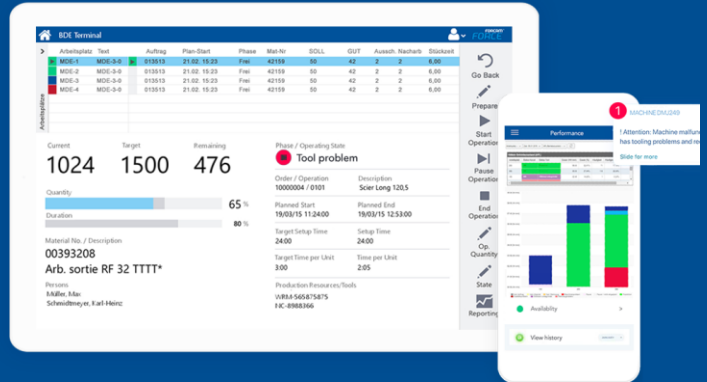 BDE Terminal
FORCAM
FORCE
Arbeitsplatz Text Auftrag Plan-Start Phase Mat-Nr SOLL GUT Aussch. Nacharb Stückzeit
MDE-1 MDE-3-0 013513 21.02. 15:23 Frei 42159 50 42 2 2 6,00
MDE-2 MDE-3-0 013513 21.02. 15:23 Frei 42159 50 42 2 2 6,00
MDE-3 MDE-3-0 013513 21.02. 15:23 Frei 42159 50 42 2 2 6,00
MDE-4 MDE-3-0 013513 21.02. 15:23 Frei 42159 50 42 2 2 6,00
Arbeitsplätze
Current Target Remaining
1024 1500 476
Quantity
65 %
Duration
80 %
Material No. / Description
00393208
Arb. sortie RF 32 TTTT*
Persons
Müller, Max
Schmidtmeyer, Karl-Heinz
Phase / Operating State
Tool problem
Order / Operation Description
10000004 / 0101 Scier Long 120,5
Planned Start Planned End
19/03/15 11:24:00 19/03/15 12:53:00
Target Setup Time Setup Time
24:00 24:00
Target Time per Unit Time per Unit
3:00 2:05
Production Resources/Tools
WRM-565875875
NC-8988366
Go Back
Prepare
Start
Operation
Pause
Operation
End
Operation
Op.
Quantity
State
Reporting
1 MACHINE DMU249
! Attention: Machine malfun
has tooling problems and re
Slide for more
Performance
Availability
View history